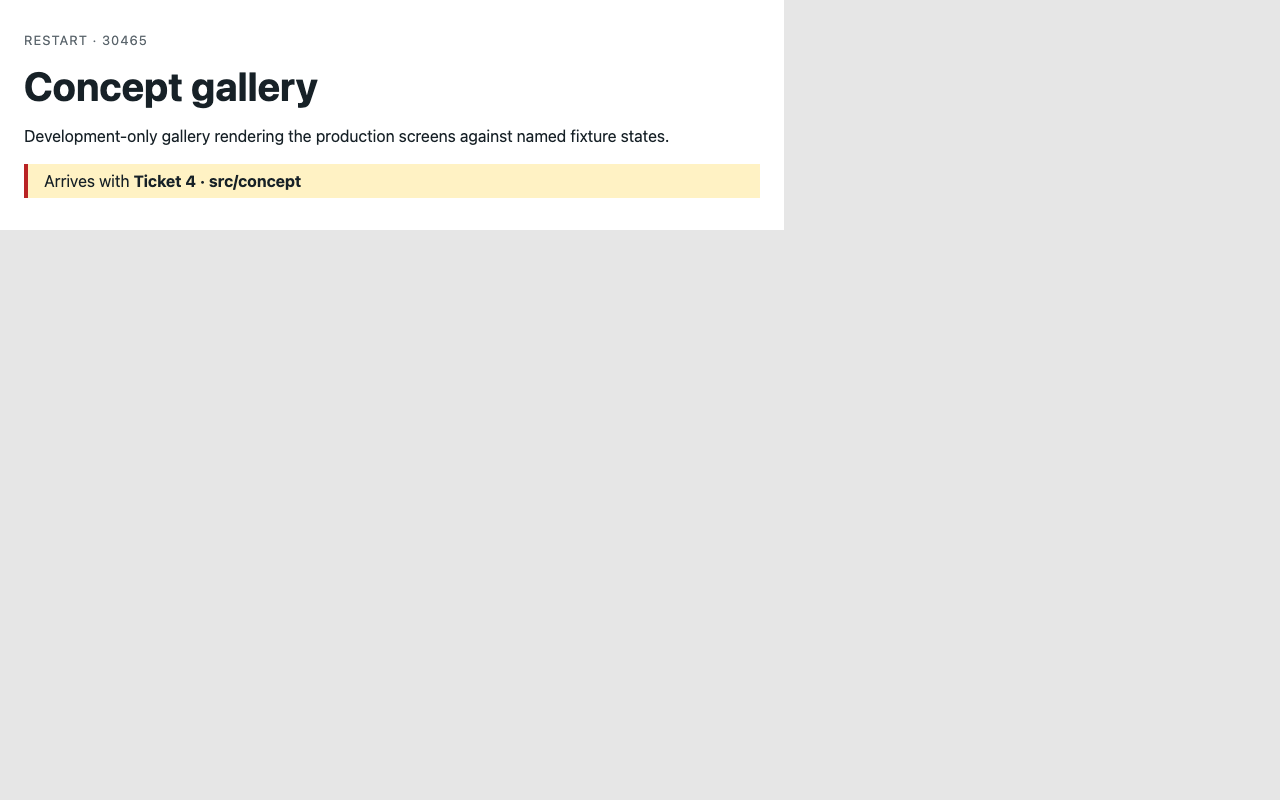 RESTART · 30465
Concept gallery
Development-only gallery rendering the production screens against named fixture states.
Arrives with Ticket 4 · src/concept